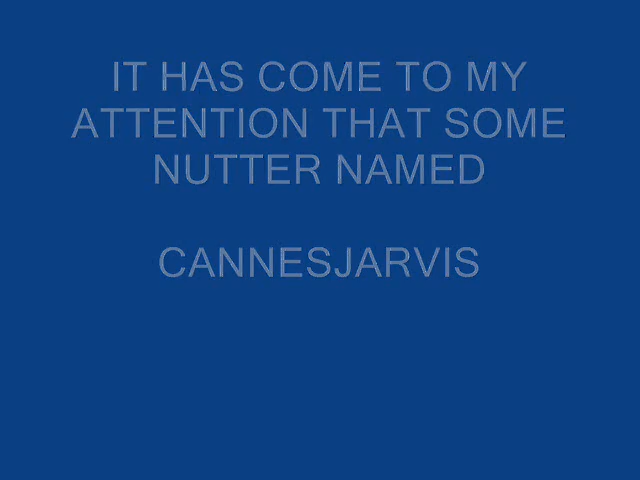 IT HAS COME TO MY
ATTENTION THAT SOME
NUTTER NAMED
CANNESJARVIS